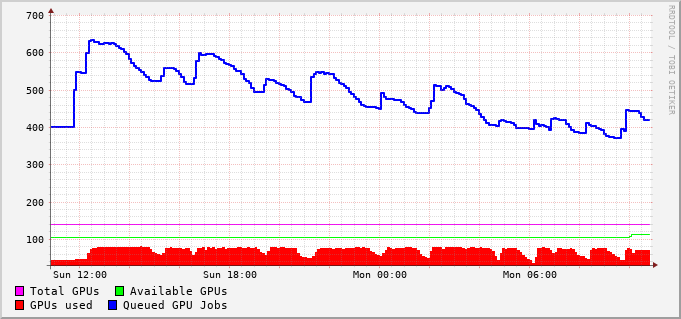 700
600
500
400
300
200
100
Sun 12:00 Sun 18:00 Mon 00:00 Mon 06:00
Total GPUs Available GPUs
GPUs used Queued GPU Jobs
RRDTOOL / TOBI OETIKER